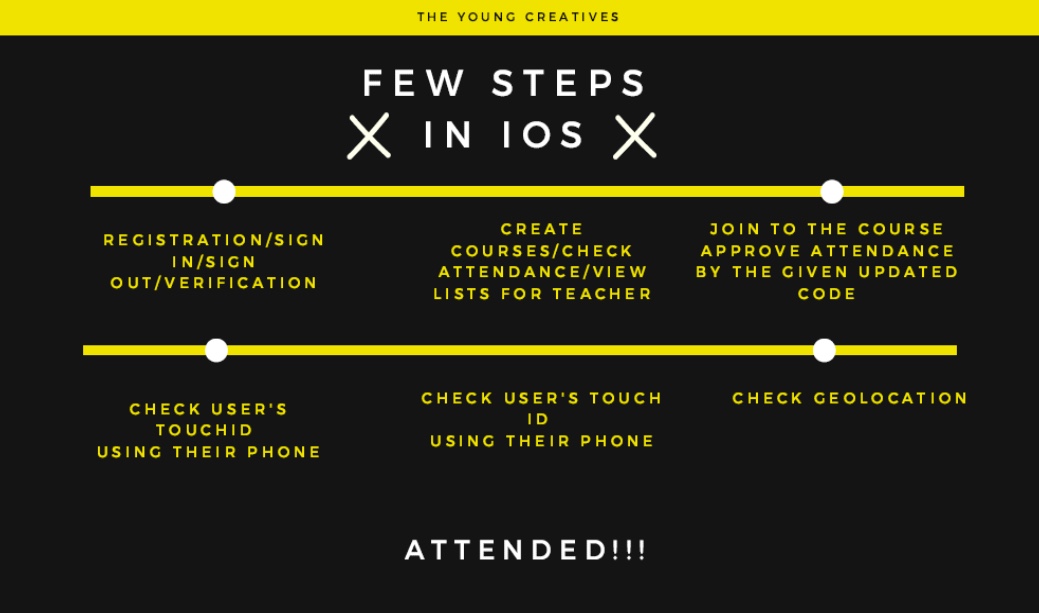 THE YOUNG CREATIVES
FEW STEPS
IN IOS
REGISTRATION/SIGN
IN/SIGN
OUT/VERIFICATION
CREATE
COURSES/CHECK
ATTENDANCE/VIEW
LISTS FOR TEACHER
JOIN TO THE COURSE
APPROVE ATTENDANCE
BY THE GIVEN UPDATED
CODE
CHECK USER'S
TOUCHID
USING THEIR PHONE
CHECK USER'S TOUCH
ID
USING THEIR PHONE
CHECK GEOLOCATION
ATTENDED!!!